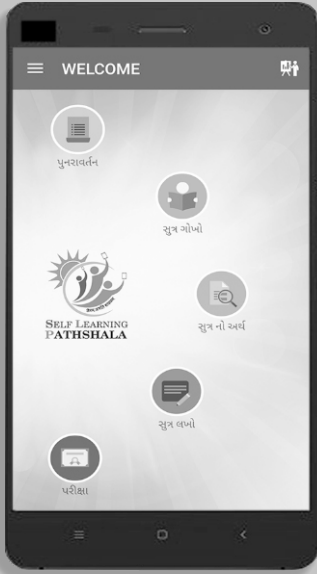 WELCOME
પુનરાવર્તન
સુત્ર ગોખો
SELF LEARNING
PATHSHALA
સુત્ર નો અર્થ
સુત્ર લખો
પરીક્ષા